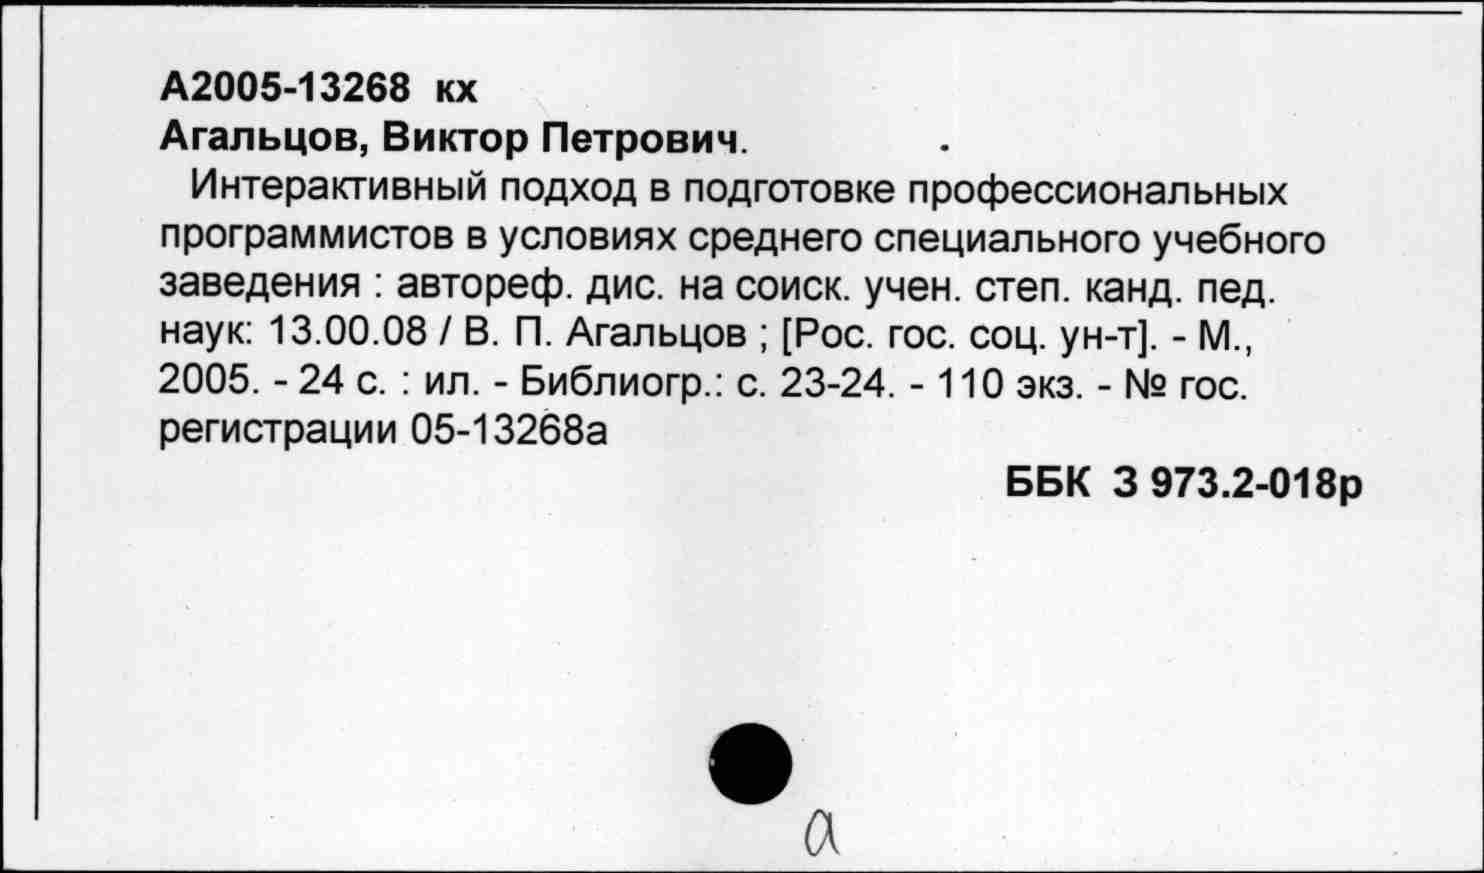 А2005-13268 кх
Агальцов, Виктор Петрович.
Интерактивный подход в подготовке профессиональных
программистов в условиях среднего специального учебного
заведения : автореф. дис. на соиск. учен. степ. канд. пед.
наук: 13.00.08 / В. П. Агальцов ; [Рос. гос. соц. ун-т]. - М.,
2005. - 24 с. : ил. - Библиогр.: с. 23-24. - 110 экз. - № гос.
регистрации 05-13268а
ББК З 973.2-018р
а